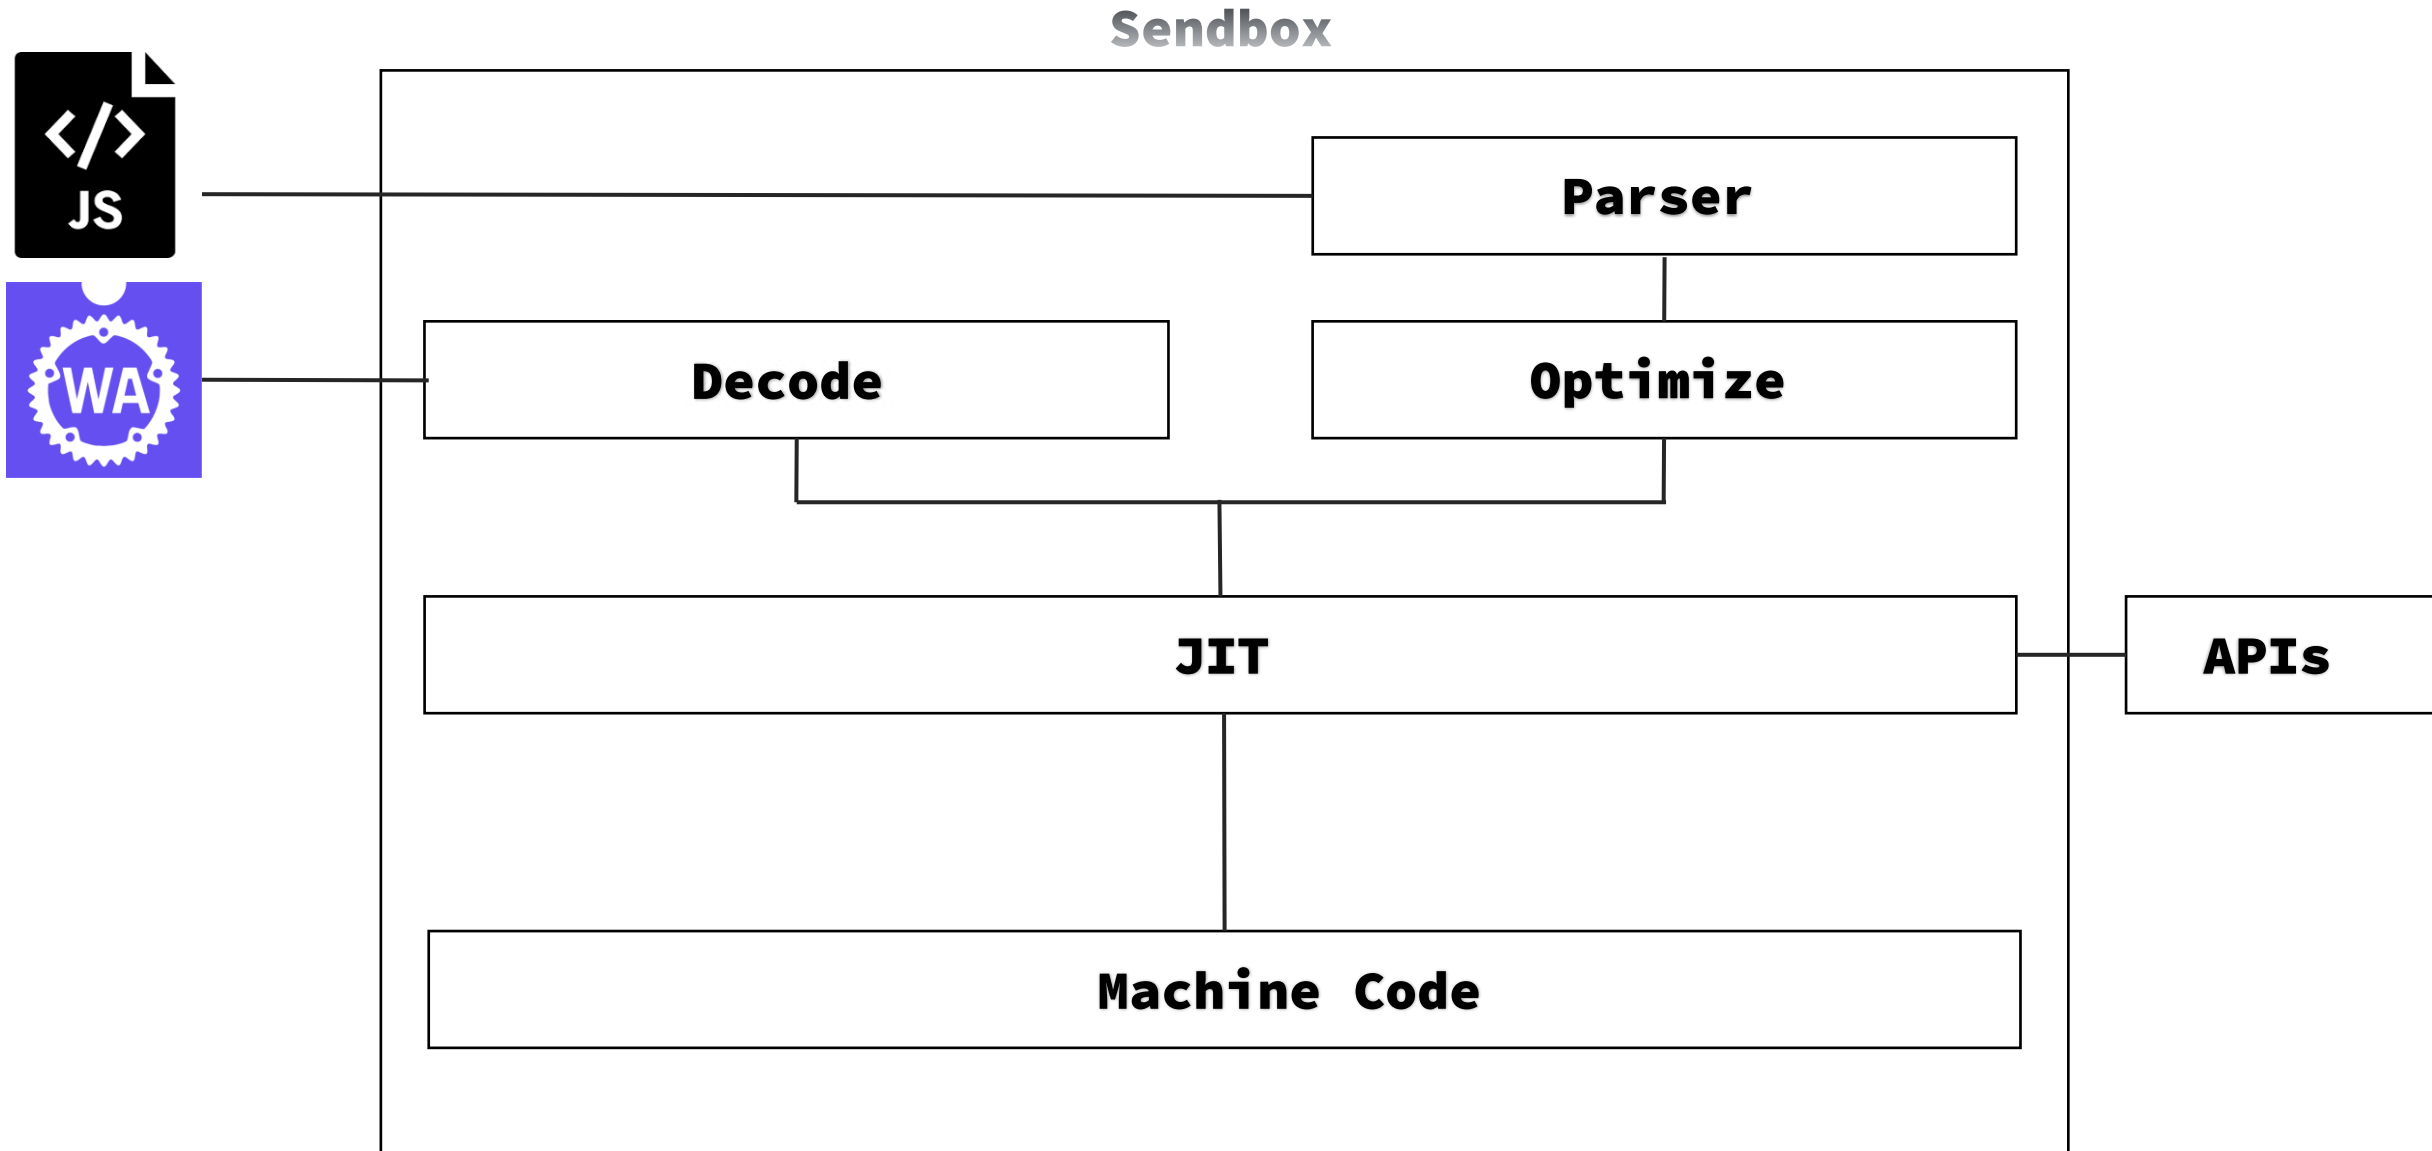 Sendbox
</>
JS
Parser
WA
Decode
Optimize
JIT
APIs
Machine Code